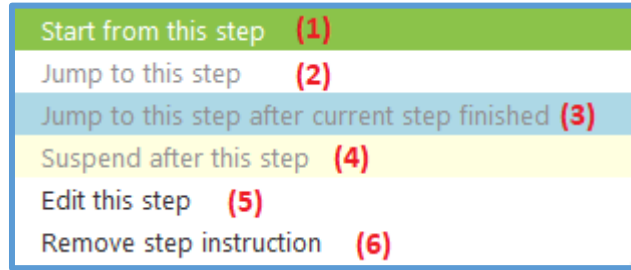 Start from this step (1)
Jump to this step (2)
Jump to this step after current step finished (3)
Suspend after this step (4)
Edit this step (5)
Remove step instruction (6)